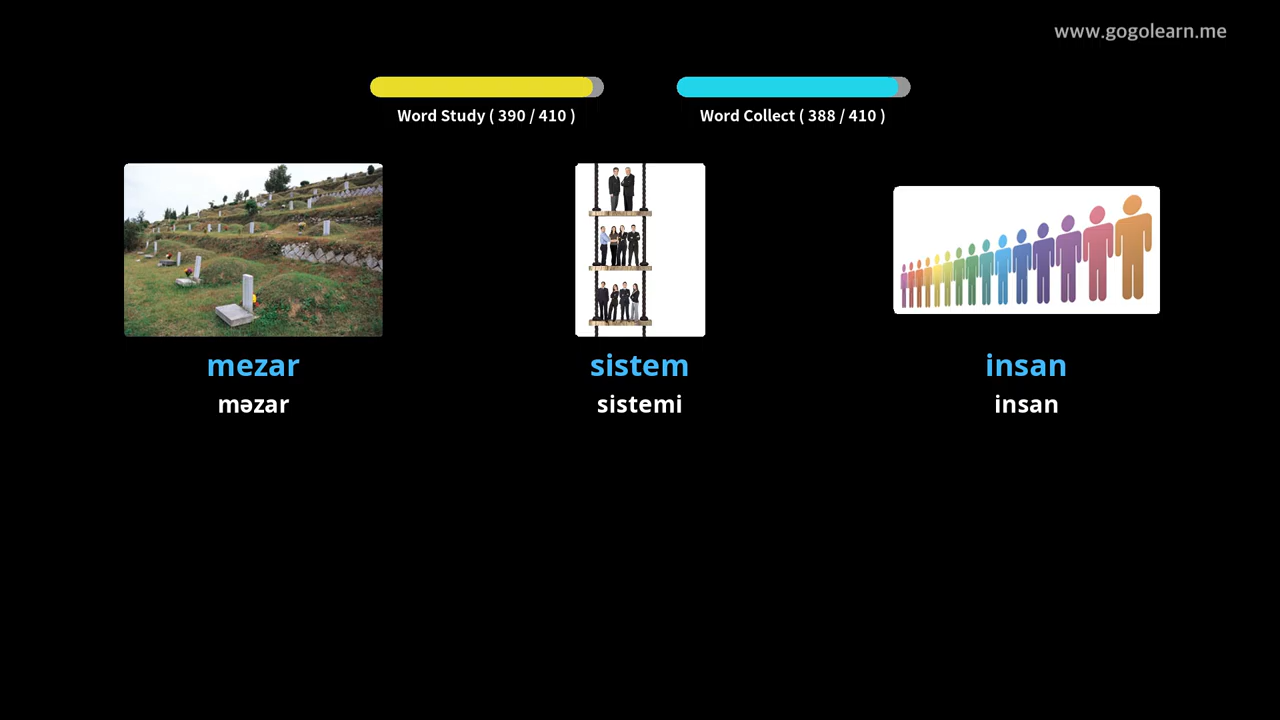 www.gogolearn.me
Word Study ( 390 / 410 )
Word Collect ( 388 / 410 )
mezar
məzar
sistem
sistemi
insan
insan